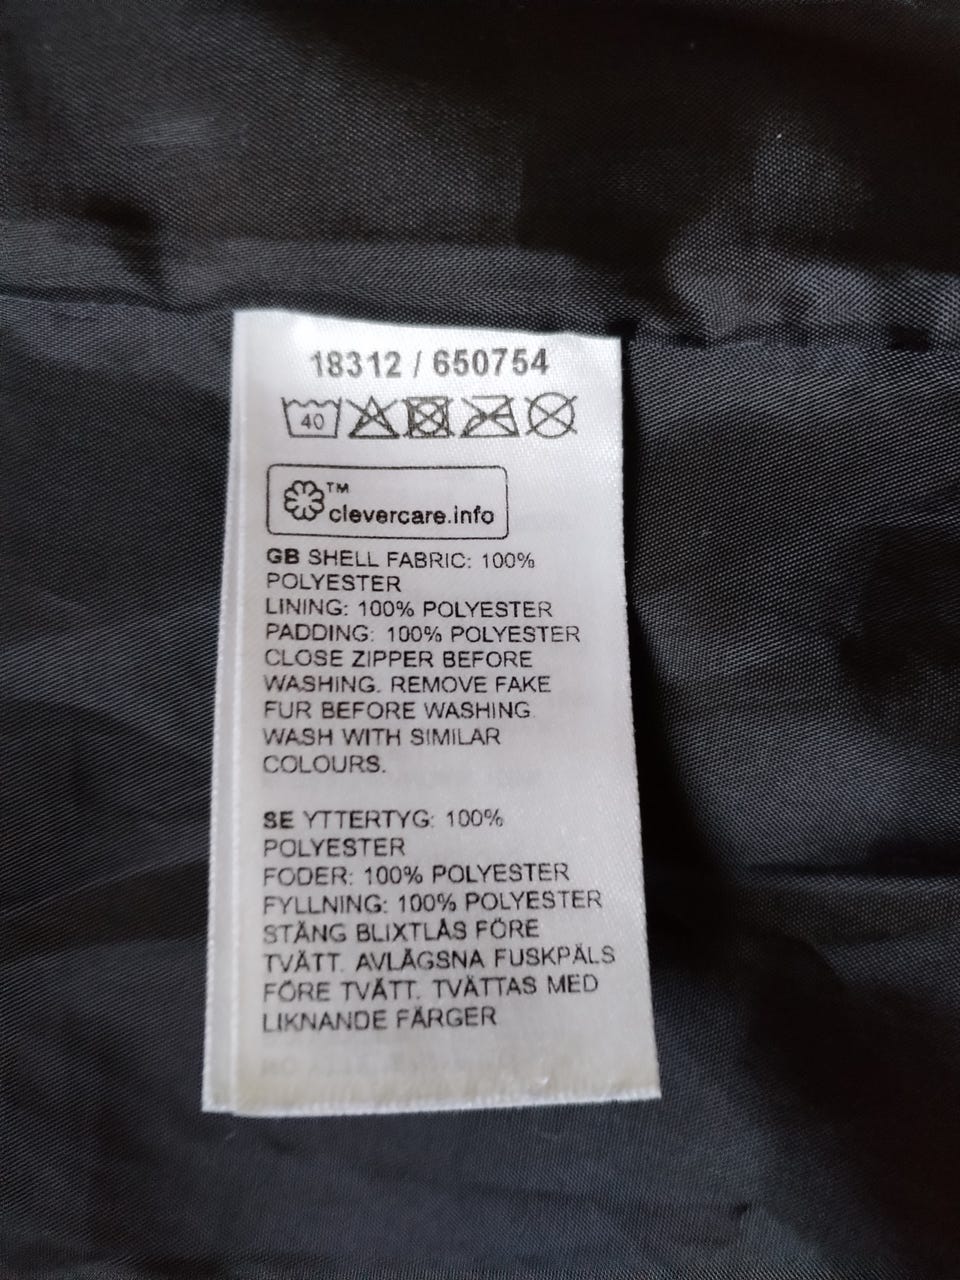 18312 / 650754
40
TM
clevercare.info
GB SHELL FABRIC: 100%
POLYESTER
LINING: 100% POLYESTER
PADDING: 100% POLYESTER
CLOSE ZIPPER BEFORE
WASHING. REMOVE FAKE
FUR BEFORE WASHING.
WASH WITH SIMILAR
COLOURS.
SE YTTERTYG: 100%
POLYESTER
FODER: 100% POLYESTER
FYLLNING: 100% POLYESTER
STÄNG BLIXTLÅS FÖRE
TVÄTT. AVLÄGSNA FUSKPÄLS
FÖRE TVÄTT. TVÄTTAS MED
LIKNANDE FÄRGER